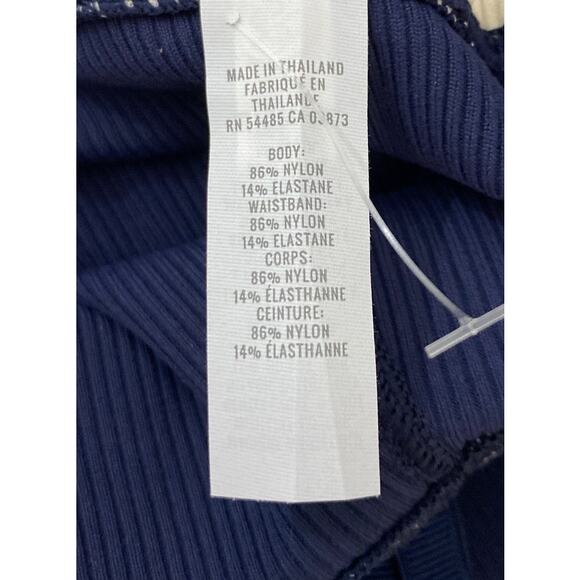 MADE IN THAILAND
FABRIQUÉ EN
THAILANDE
RN 54485 CA
BODY:
86% NYLON
14% ELASTANE
WAISTBAND:
86% NYLON
14% ELASTANE
CORPS:
86% NYLON
14% ÉLASTHANNE
CEINTURE:
86% NYLON
14% ÉLASTHANNE